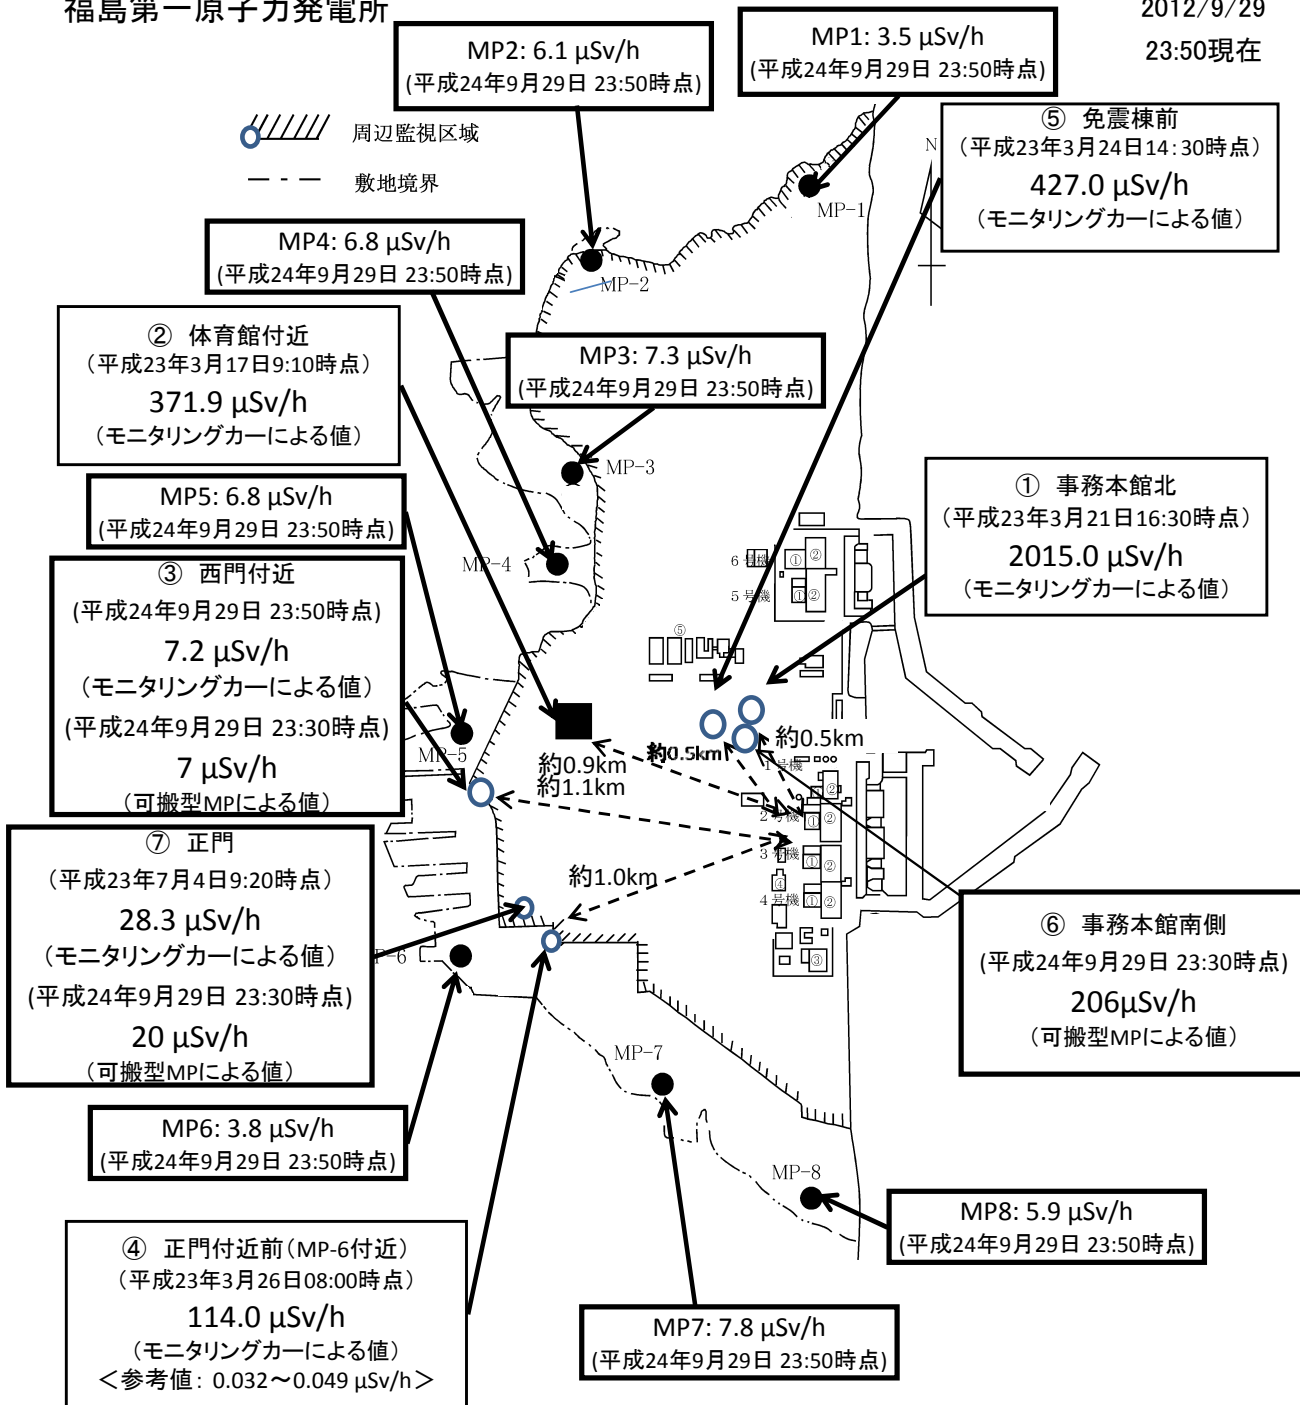 福島第一原子力発電所
2012/9/29
23:50現在
MP2: 6.1 μSv/h
(平成24年9月29日 23:50時点)
MP1: 3.5 μSv/h
(平成24年9月29日 23:50時点)
周辺監視区域
敷地境界
⑤ 免震棟前
(平成23年3月24日14:30時点)
427.0 μSv/h
(モニタリングカーによる値)
N
MP-1
MP4: 6.8 μSv/h
(平成24年9月29日 23:50時点)
MP-2
② 体育館付近
(平成23年3月17日9:10時点)
371.9 μSv/h
(モニタリングカーによる値)
MP3: 7.3 μSv/h
(平成24年9月29日 23:50時点)
MP-3
MP5: 6.8 μSv/h
(平成24年9月29日 23:50時点)
① 事務本館北
(平成23年3月21日16:30時点)
2015.0 μSv/h
(モニタリングカーによる値)
MP-4
6号機
①
②
5号機
①
②
③ 西門付近
(平成24年9月29日 23:50時点)
7.2 μSv/h
(モニタリングカーによる値)
(平成24年9月29日 23:30時点)
7 μSv/h
(可搬型MPによる値)
⑤
MP-5
約0.9km
約1.1km
約0.5km
約0.5km
1号機
②
2号機
①
②
3号機
①
②
④
4号機
①
②
③
約1.0km
⑦ 正門
(平成23年7月4日9:20時点)
28.3 μSv/h
(モニタリングカーによる値)
(平成24年9月29日 23:30時点)
20 μSv/h
(可搬型MPによる値)
P-6
⑥ 事務本館南側
(平成24年9月29日 23:30時点)
206μSv/h
(可搬型MPによる値)
MP-7
MP6: 3.8 μSv/h
(平成24年9月29日 23:50時点)
MP-8
MP8: 5.9 μSv/h
(平成24年9月29日 23:50時点)
④ 正門付近前(MP-6付近)
(平成23年3月26日08:00時点)
114.0 μSv/h
(モニタリングカーによる値)
<参考値: 0.032~0.049 μSv/h>
MP7: 7.8 μSv/h
(平成24年9月29日 23:50時点)